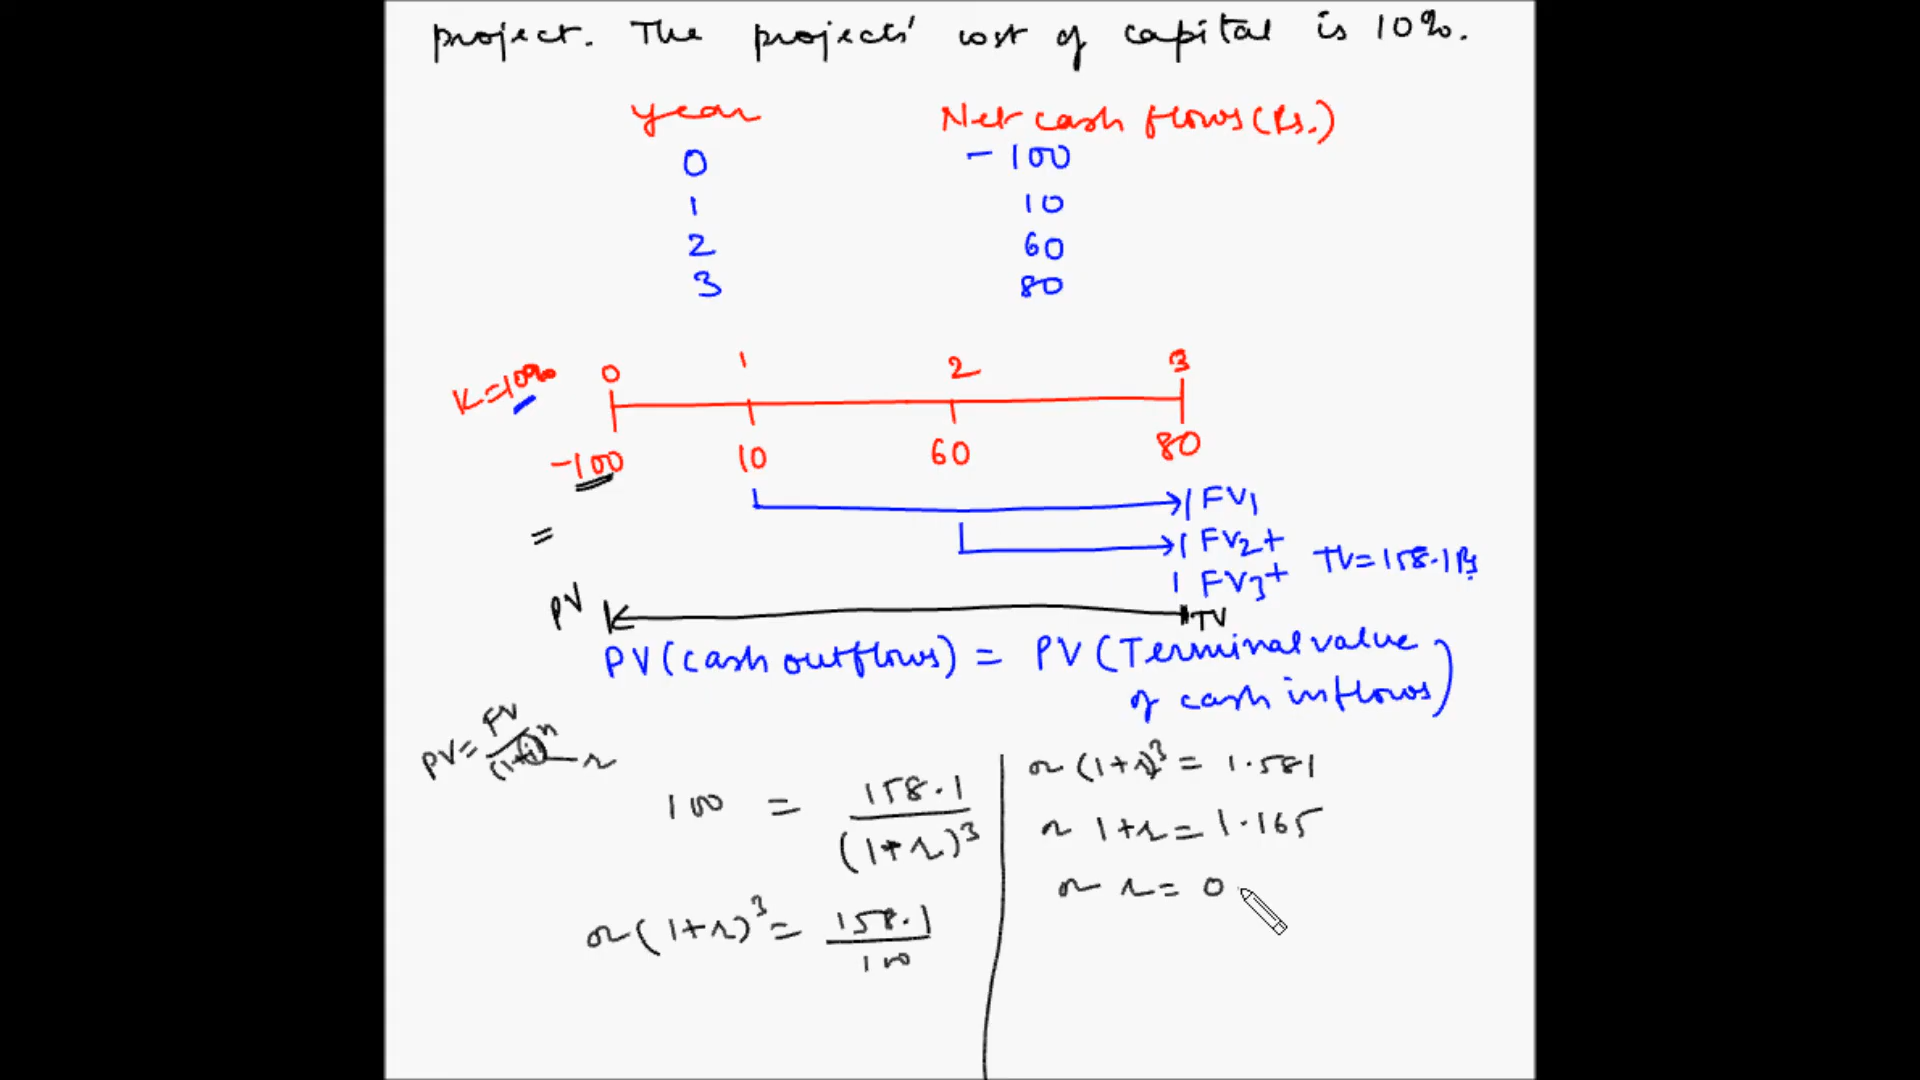 project. The projects' cost of capital is 10%.
year Net cash flows (Rs.)
0 -100
1 10
2 60
3 80
K=10% 0 1 2 3
-100 10 60 80
FV1
=
FV2+
TV=158.1Rs
FV3+
PV TV
PV (cash outflows) = PV (Terminal value
of cash inflows)
PV= FV/(1+i)^n r
100 = 158.1/(1+r)^3
or (1+r)^3 = 158.1/100
or (1+r)^3 = 1.581
or 1+r = 1.165
or r = 0